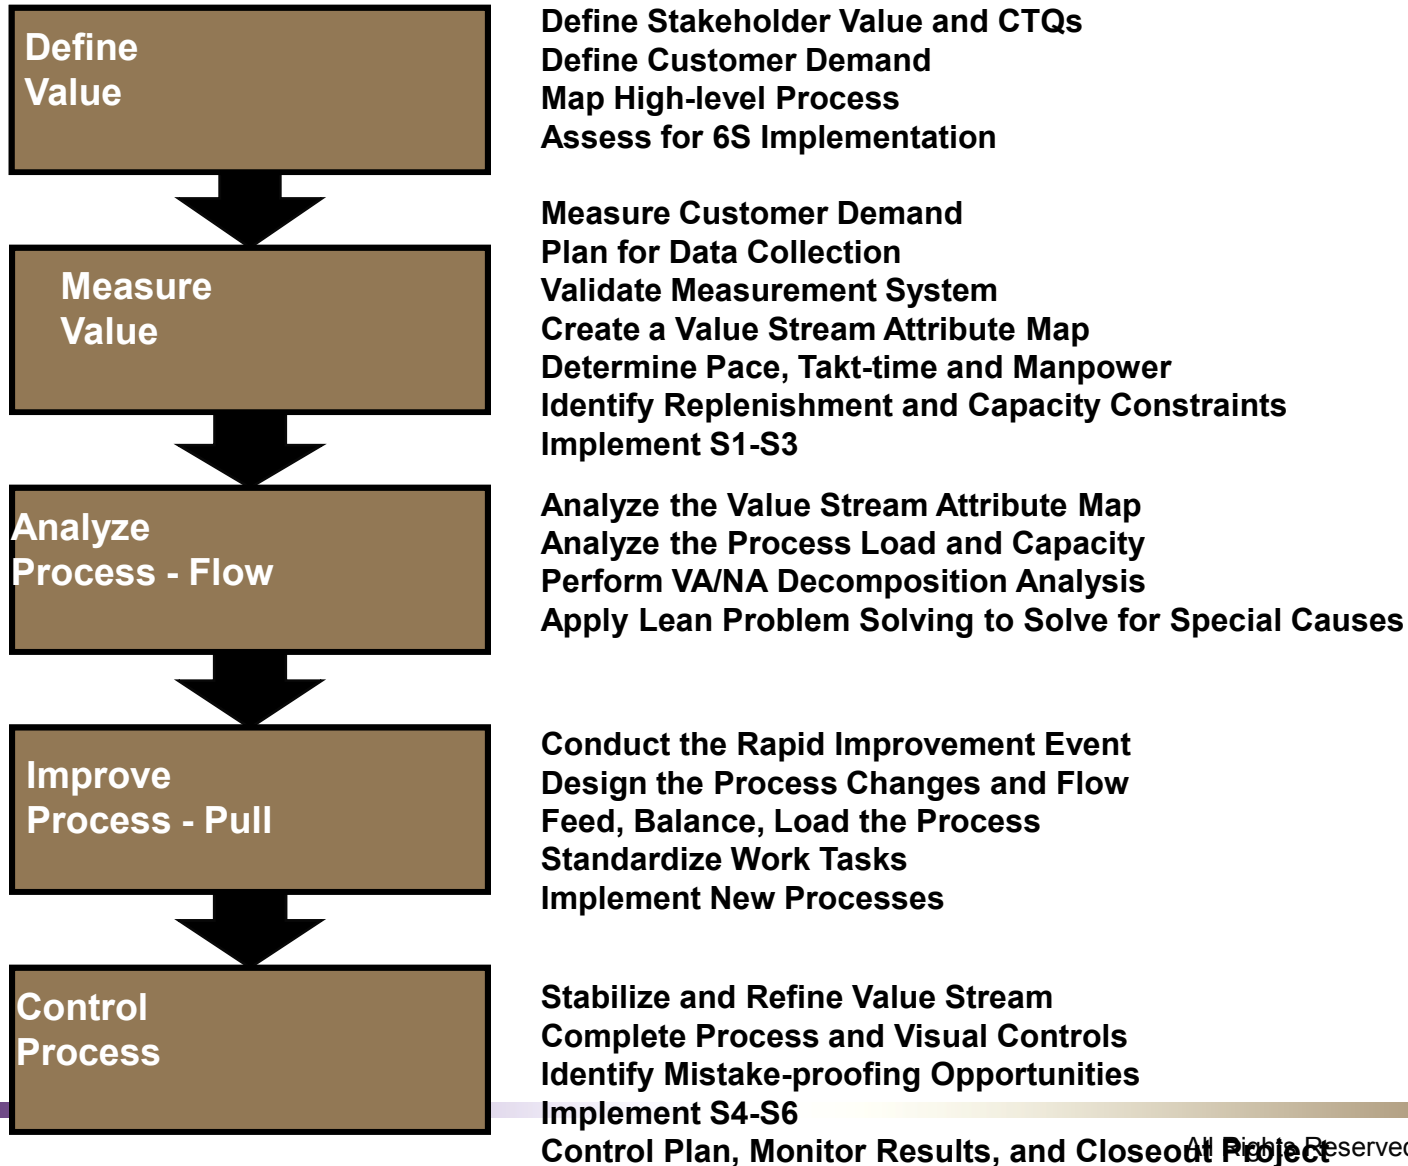 Define
Value
Define Stakeholder Value and CTQs
Define Customer Demand
Map High-level Process
Assess for 6S Implementation
Measure
Value
Measure Customer Demand
Plan for Data Collection
Validate Measurement System
Create a Value Stream Attribute Map
Determine Pace, Takt-time and Manpower
Identify Replenishment and Capacity Constraints
Implement S1-S3
Analyze
Process - Flow
Analyze the Value Stream Attribute Map
Analyze the Process Load and Capacity
Perform VA/NA Decomposition Analysis
Apply Lean Problem Solving to Solve for Special Causes
Improve
Process - Pull
Conduct the Rapid Improvement Event
Design the Process Changes and Flow
Feed, Balance, Load the Process
Standardize Work Tasks
Implement New Processes
Control
Process
Stabilize and Refine Value Stream
Complete Process and Visual Controls
Identify Mistake-proofing Opportunities
Implement S4-S6
Control Plan, Monitor Results, and Closeout Project
All Rights Reserved